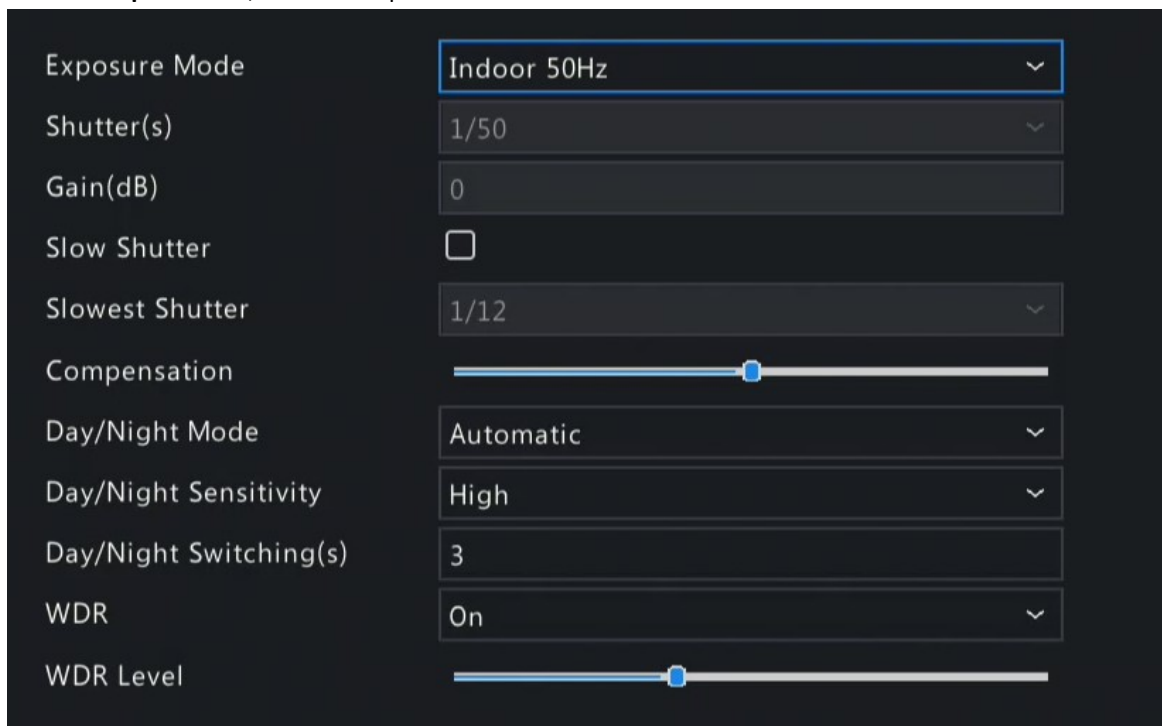 Exposure Mode Indoor 50Hz
Shutter(s) 1/50
Gain(dB) 0
Slow Shutter
Slowest Shutter 1/12
Compensation
Day/Night Mode Automatic
Day/Night Sensitivity High
Day/Night Switching(s) 3
WDR On
WDR Level